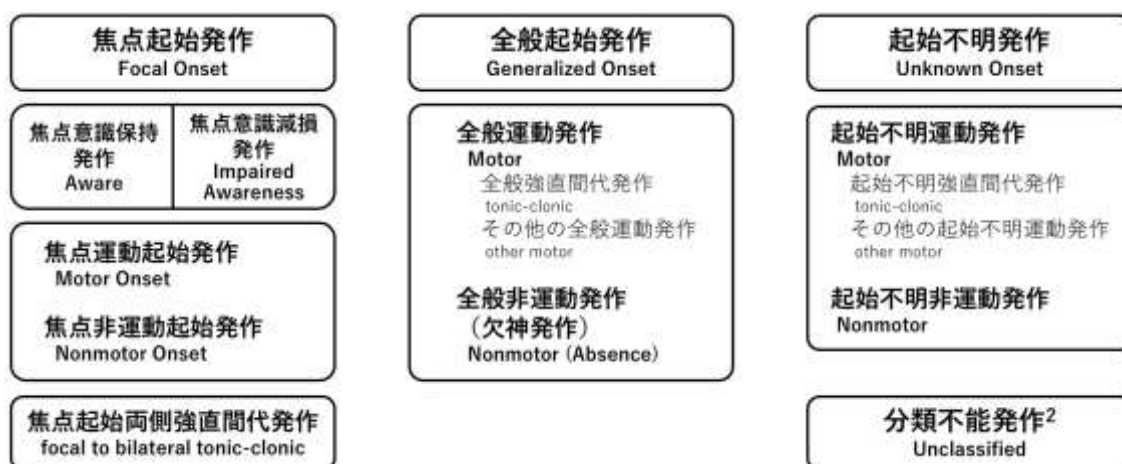 焦点起始発作
Focal Onset
焦点意識保持
発作
Aware
焦点意識減損
発作
Impaired
Awareness
焦点運動起始発作
Motor Onset
焦点非運動起始発作
Nonmotor Onset
焦点起始両側強直間代発作
focal to bilateral tonic-clonic
全般起始発作
Generalized Onset
全般運動発作
Motor
全般強直間代発作
tonic-clonic
その他の全般運動発作
other motor
全般非運動発作
（欠神発作）
Nonmotor (Absence)
起始不明発作
Unknown Onset
起始不明運動発作
Motor
起始不明強直間代発作
tonic-clonic
その他の起始不明運動発作
other motor
起始不明非運動発作
Nonmotor
分類不能発作2
Unclassified